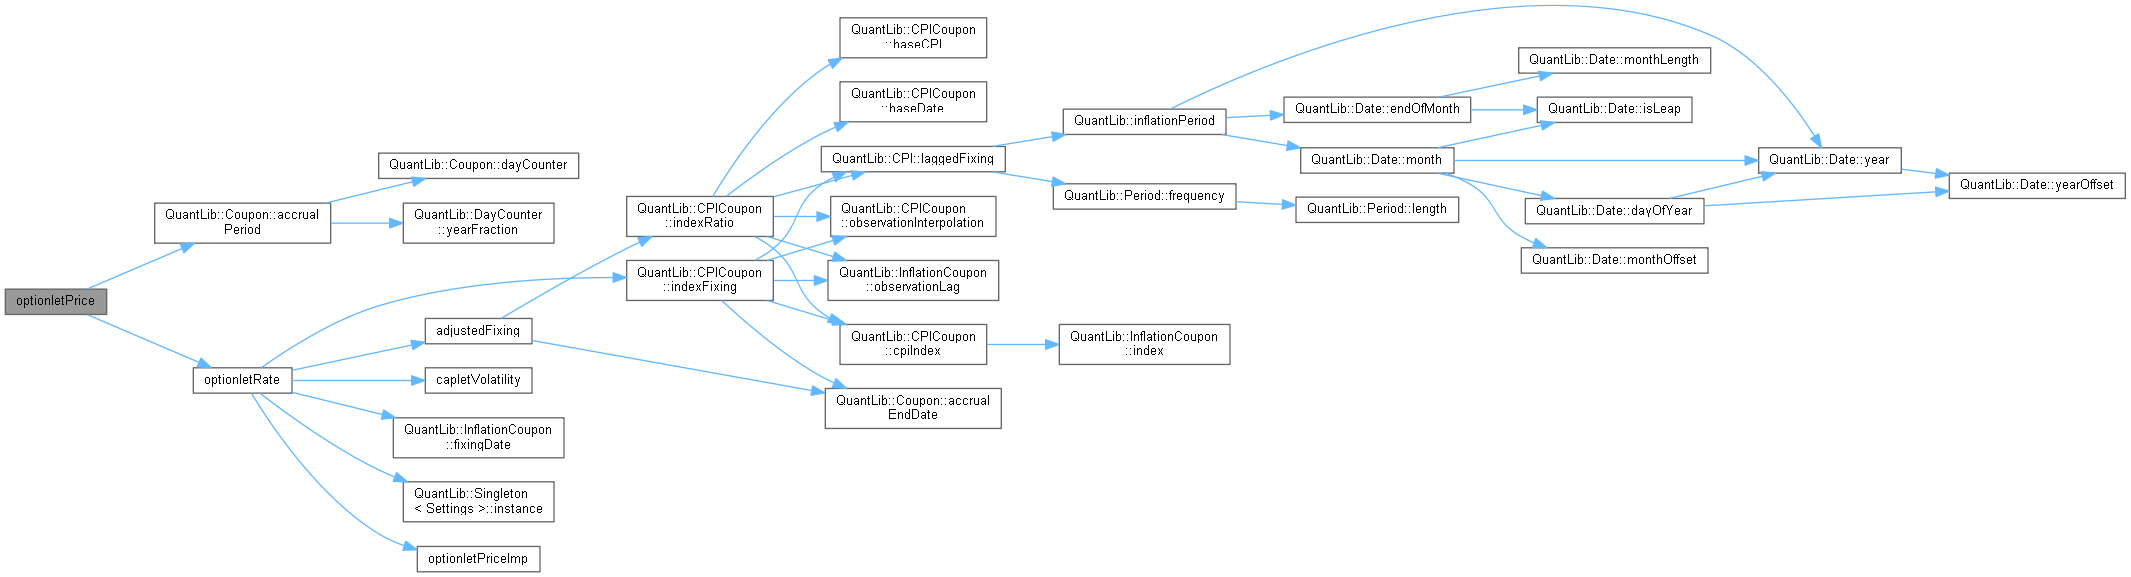 optionletPrice
QuantLib::Coupon::accrual
Period
optionletRate
QuantLib::Coupon::dayCounter
QuantLib::DayCounter
::yearFraction
adjustedFixing
capletVolatility
QuantLib::InflationCoupon
::fixingDate
QuantLib::Singleton
< Settings >::instance
optionletPriceImp
QuantLib::CPICoupon
::indexRatio
QuantLib::CPICoupon
::indexFixing
QuantLib::CPICoupon
::baseCPI
QuantLib::CPICoupon
::baseDate
QuantLib::CPI::laggedFixing
QuantLib::CPICoupon
::observationInterpolation
QuantLib::InflationCoupon
::observationLag
QuantLib::CPICoupon
::cpiIndex
QuantLib::Coupon::accrual
EndDate
QuantLib::inflationPeriod
QuantLib::Period::frequency
QuantLib::InflationCoupon
::index
QuantLib::Date::endOfMonth
QuantLib::Date::month
QuantLib::Period::length
QuantLib::Date::monthLength
QuantLib::Date::isLeap
QuantLib::Date::dayOfYear
QuantLib::Date::monthOffset
QuantLib::Date::year
QuantLib::Date::yearOffset